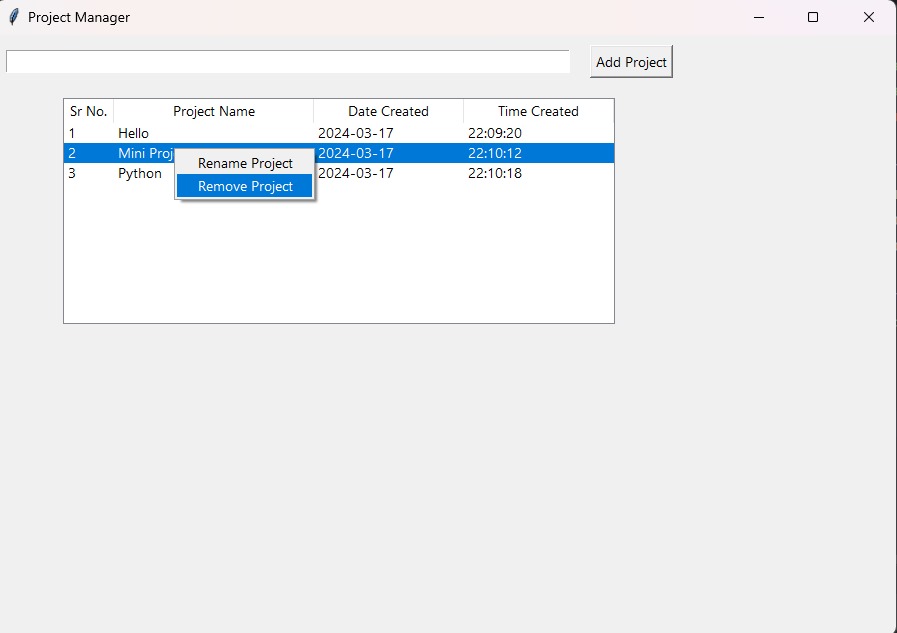 Project Manager
Add Project
Sr No. Project Name Date Created Time Created
1 Hello 2024-03-17 22:09:20
2 Mini 2024-03-17 22:10:12
Rename Project
3 Python 2024-03-17 22:10:18
Remove Project